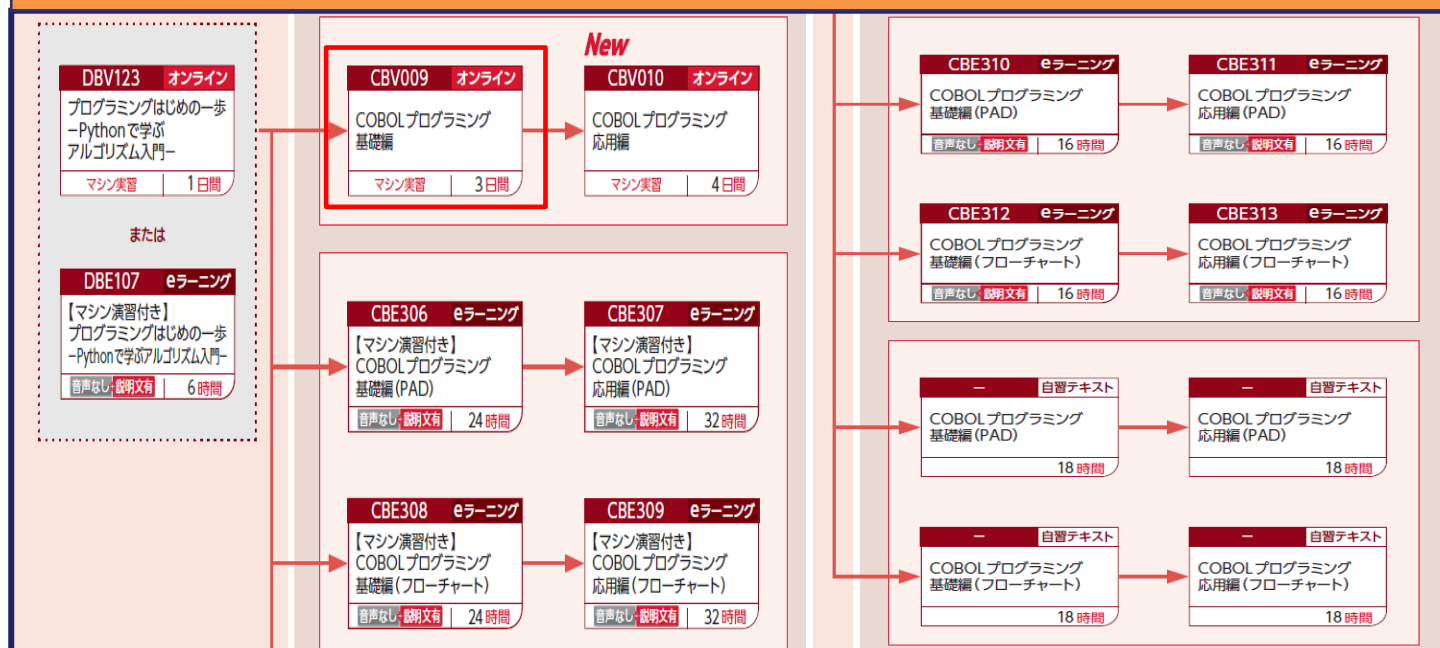 DBV123 オンライン
プログラミングはじめの一歩
−Pythonで学ぶ
アルゴリズム入門−
マシン実習 1日間
または
DBE107 eラーニング
【マシン演習付き】
プログラミングはじめの一歩
−Pythonで学ぶアルゴリズム入門−
音声なし・説明文有 6時間
CBV009 オンライン
COBOLプログラミング
基礎編
マシン実習 3日間
New
CBV010 オンライン
COBOLプログラミング
応用編
マシン実習 4日間
CBE306 eラーニング
【マシン演習付き】
COBOLプログラミング
基礎編(PAD)
音声なし・説明文有 24時間
CBE307 eラーニング
【マシン演習付き】
COBOLプログラミング
応用編(PAD)
音声なし・説明文有 32時間
CBE308 eラーニング
【マシン演習付き】
COBOLプログラミング
基礎編(フローチャート)
音声なし・説明文有 24時間
CBE309 eラーニング
【マシン演習付き】
COBOLプログラミング
応用編(フローチャート)
音声なし・説明文有 32時間
CBE310 eラーニング
COBOLプログラミング
基礎編(PAD)
音声なし・説明文有 16時間
CBE311 eラーニング
COBOLプログラミング
応用編(PAD)
音声なし・説明文有 16時間
CBE312 eラーニング
COBOLプログラミング
基礎編(フローチャート)
音声なし・説明文有 16時間
CBE313 eラーニング
COBOLプログラミング
応用編(フローチャート)
音声なし・説明文有 16時間
− 自習テキスト
COBOLプログラミング
基礎編(PAD)
18時間
− 自習テキスト
COBOLプログラミング
応用編(PAD)
18時間
− 自習テキスト
COBOLプログラミング
基礎編(フローチャート)
18時間
− 自習テキスト
COBOLプログラミング
応用編(フローチャート)
18時間